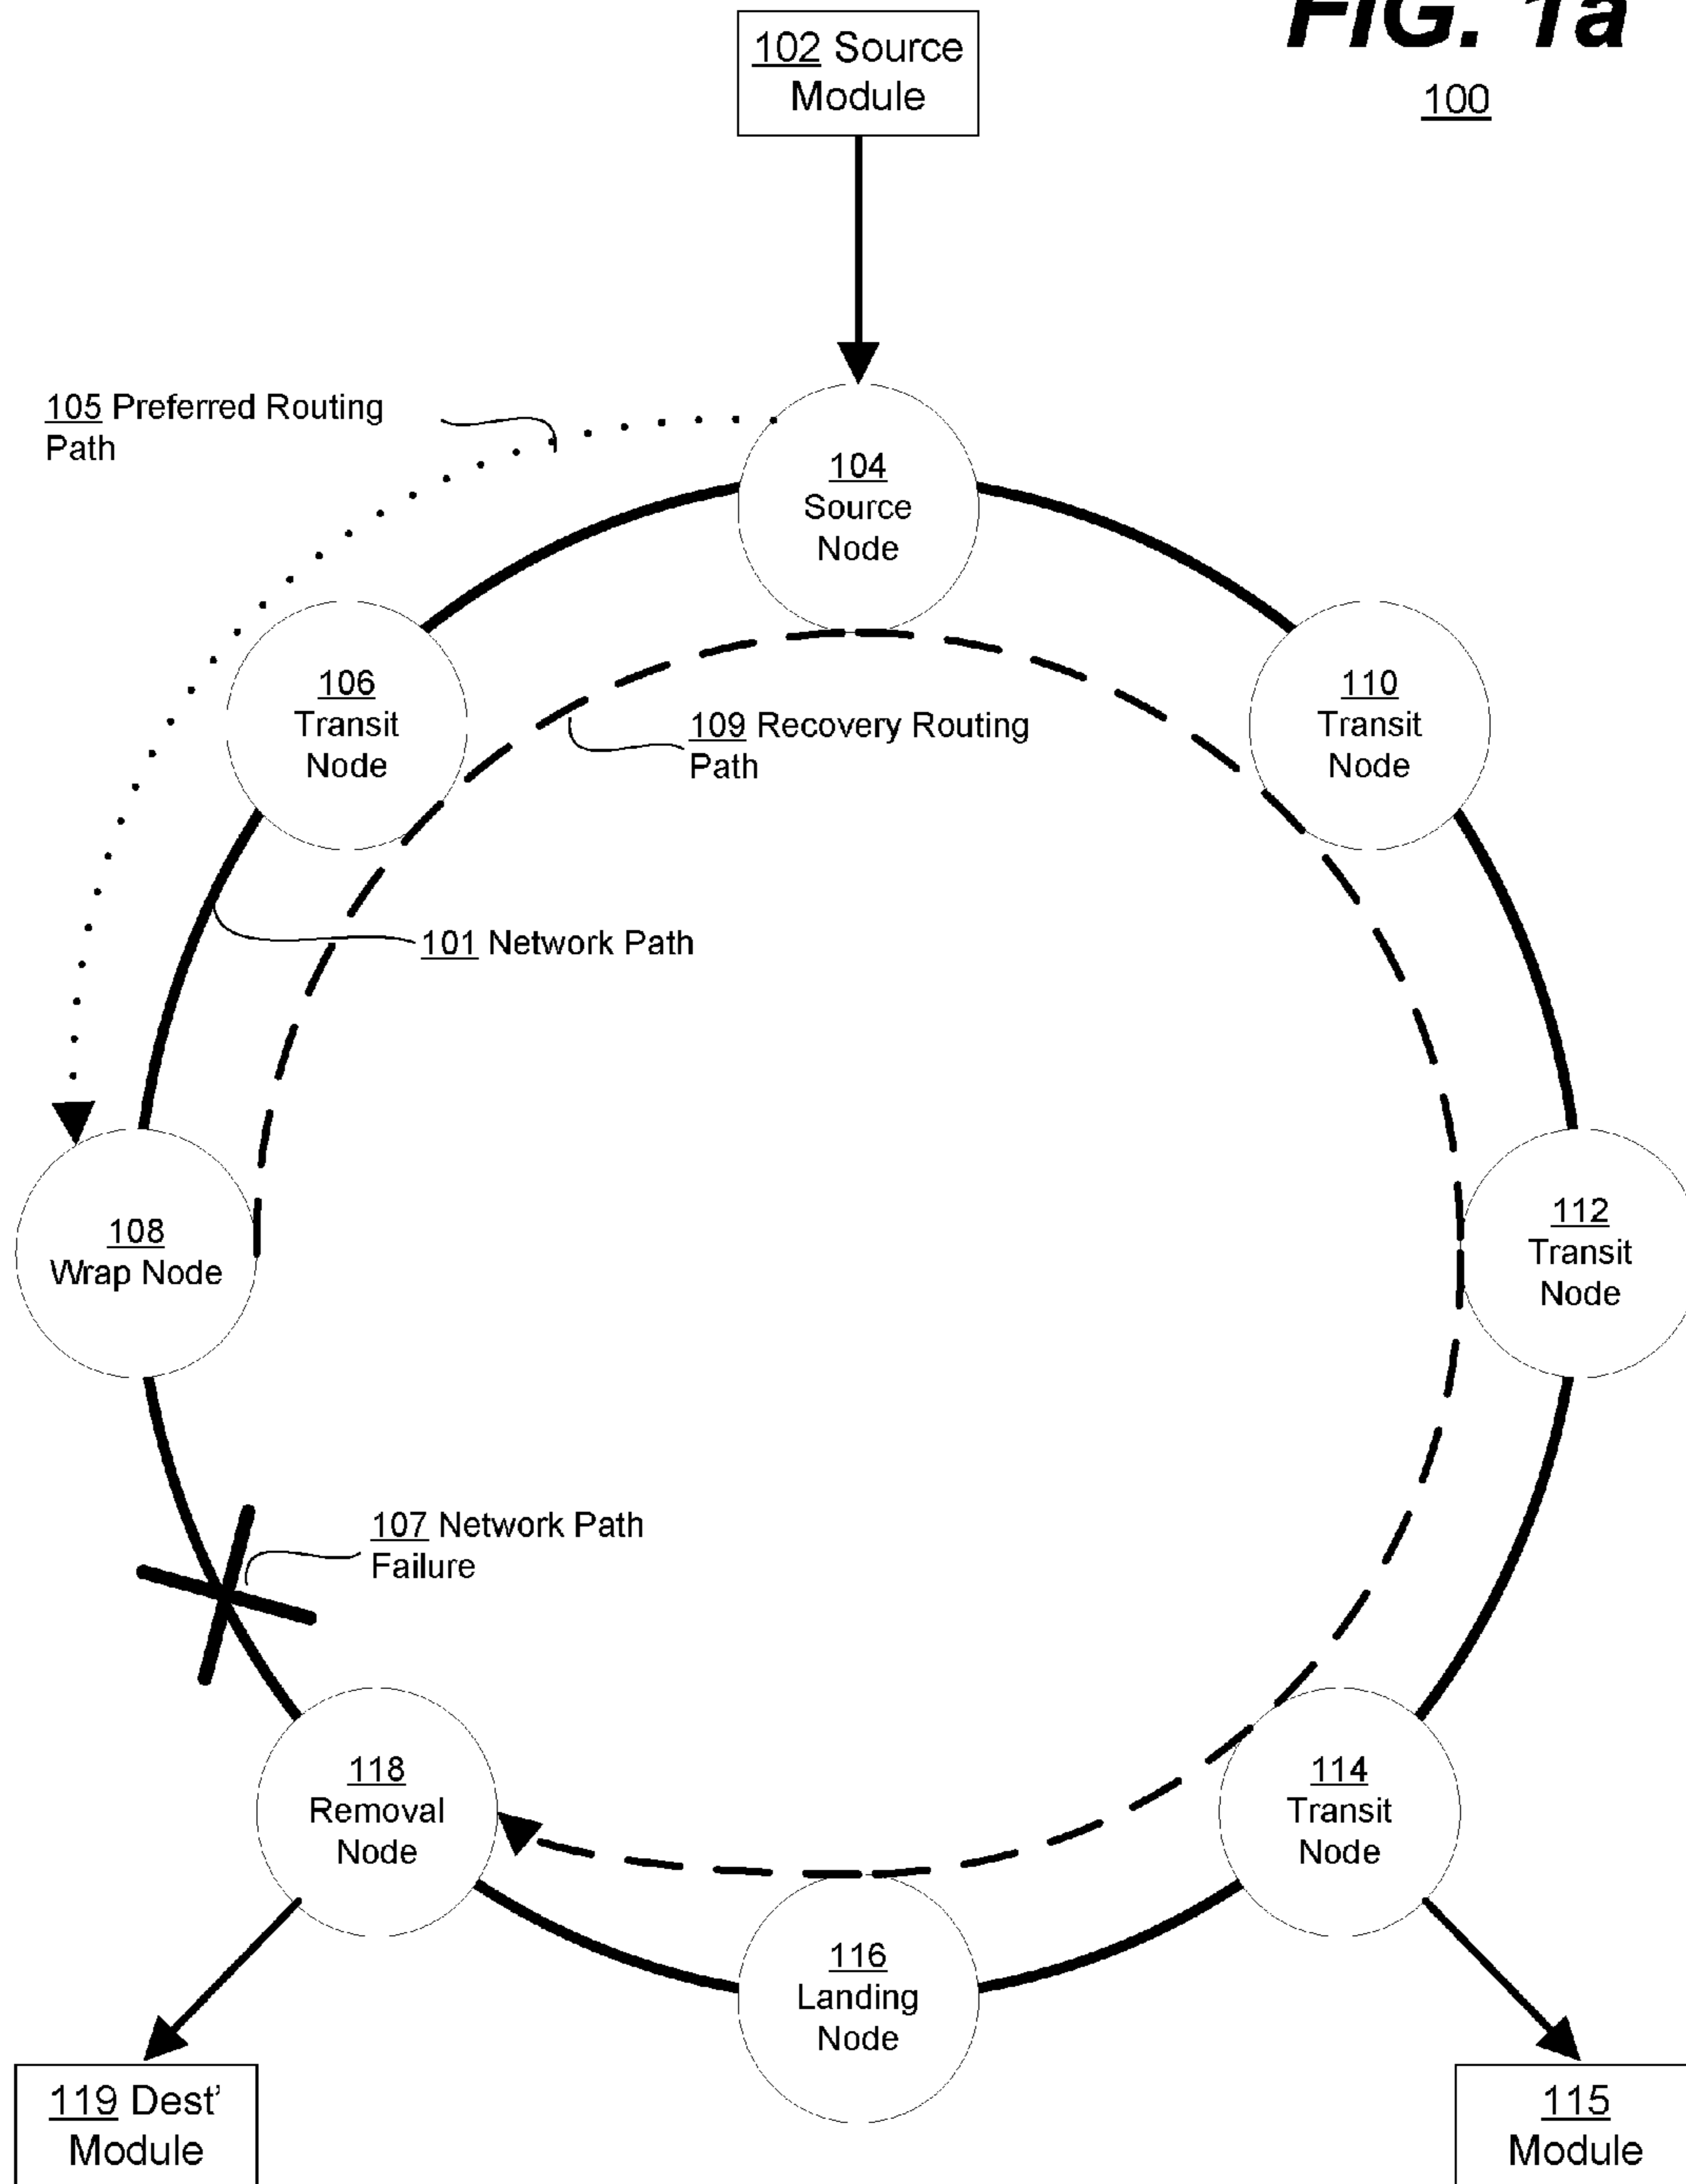 FIG. 1a
100
102 Source
Module
105 Preferred Routing
Path
104
Source
Node
106
Transit
Node
110
Transit
Node
109 Recovery Routing
Path
101 Network Path
108
Wrap Node
112
Transit
Node
107 Network Path
Failure
118
Removal
Node
114
Transit
Node
116
Landing
Node
119 Dest’
Module
115
Module